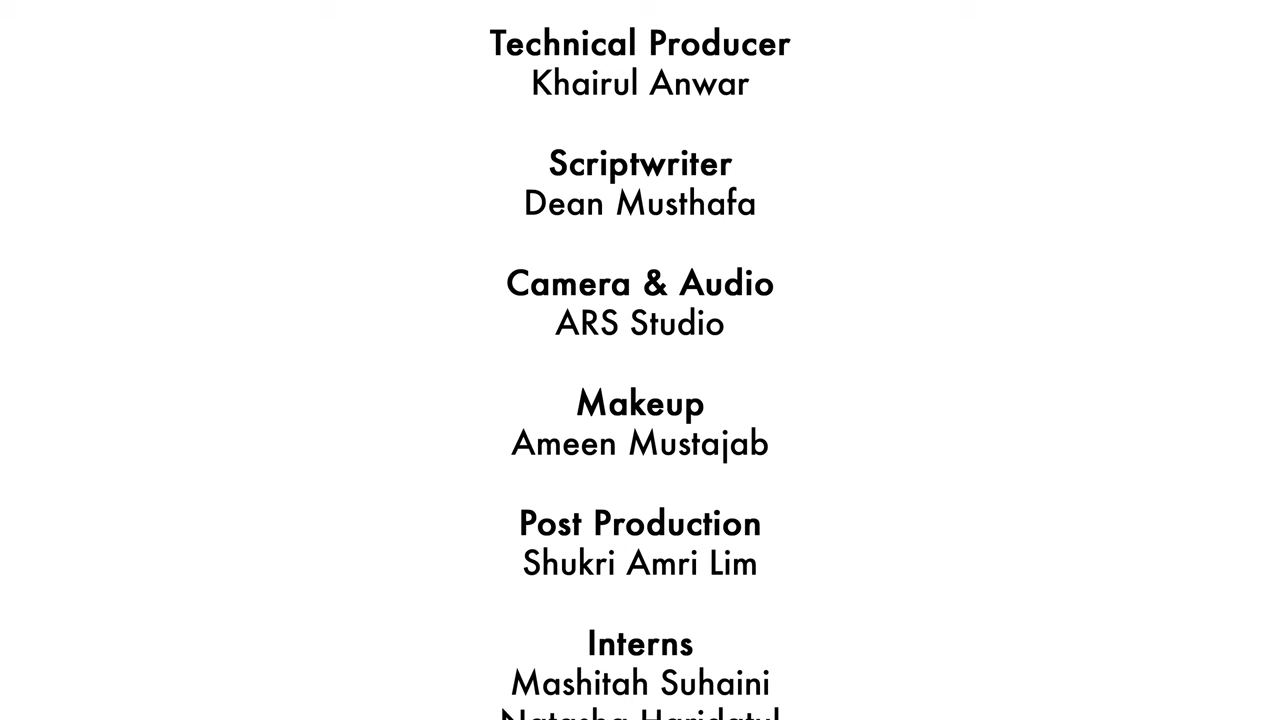 Technical Producer
Khairul Anwar
Scriptwriter
Dean Musthafa
Camera & Audio
ARS Studio
Makeup
Ameen Mustajab
Post Production
Shukri Amri Lim
Interns
Mashitah Suhaini
Natasha